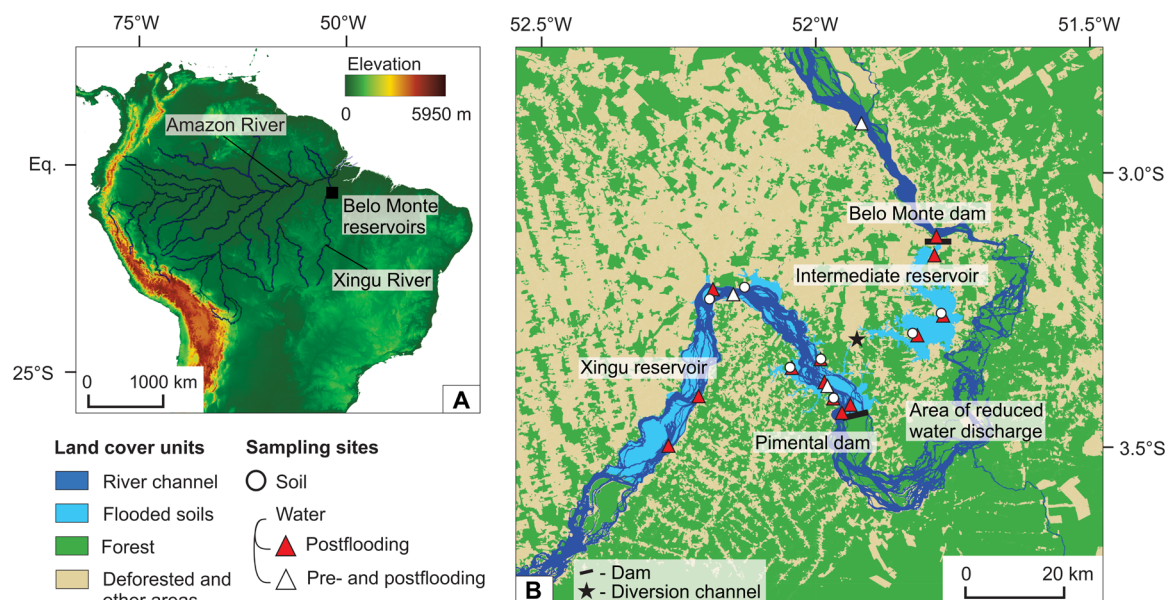 75°W
50°W
Elevation
0
5950 m
Amazon River
Eq.
Belo Monte
reservoirs
Xingu River
25°S
0
1000 km
A
Land cover units
River channel
Flooded soils
Forest
Deforested and
other areas
Sampling sites
Soil
Water
Postflooding
Pre- and postflooding
52.5°W
52°W
51.5°W
3.0°S
Belo Monte dam
Intermediate reservoir
Xingu reservoir
Area of reduced
water discharge
Pimental dam
3.5°S
- Dam
- Diversion channel
B
0
20 km